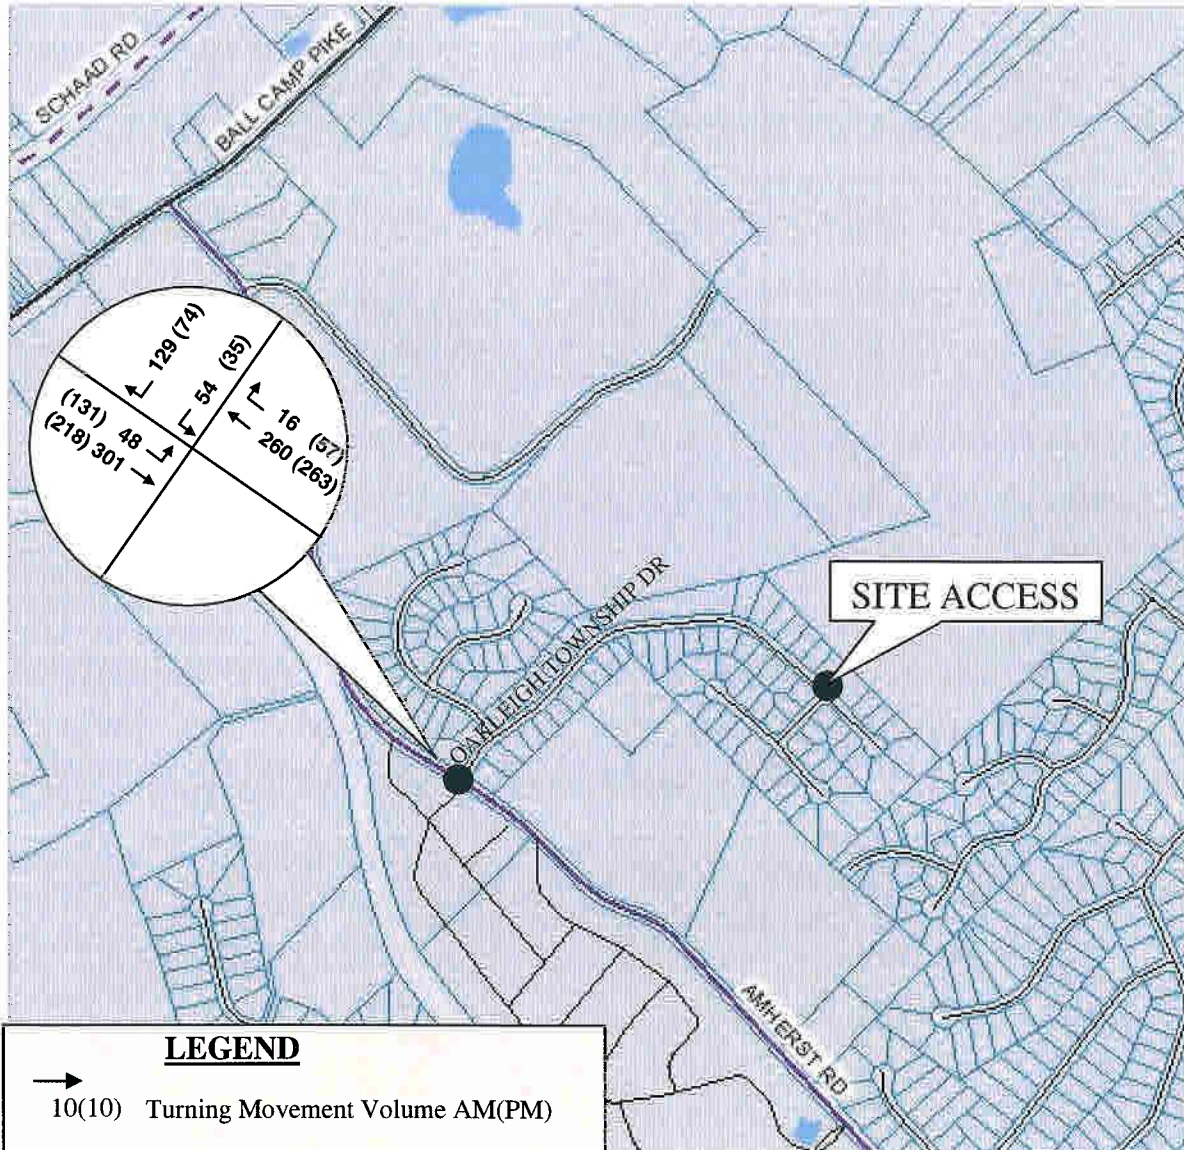 SCHAAD RD
BALL CAMP PIKE
129 (74)
54 (35)
(131) 48
(218) 301
16 (57)
260 (263)
OAKLEIGH TOWNSHIP DR
SITE ACCESS
AMHERST RD
LEGEND
10(10) Turning Movement Volume AM(PM)